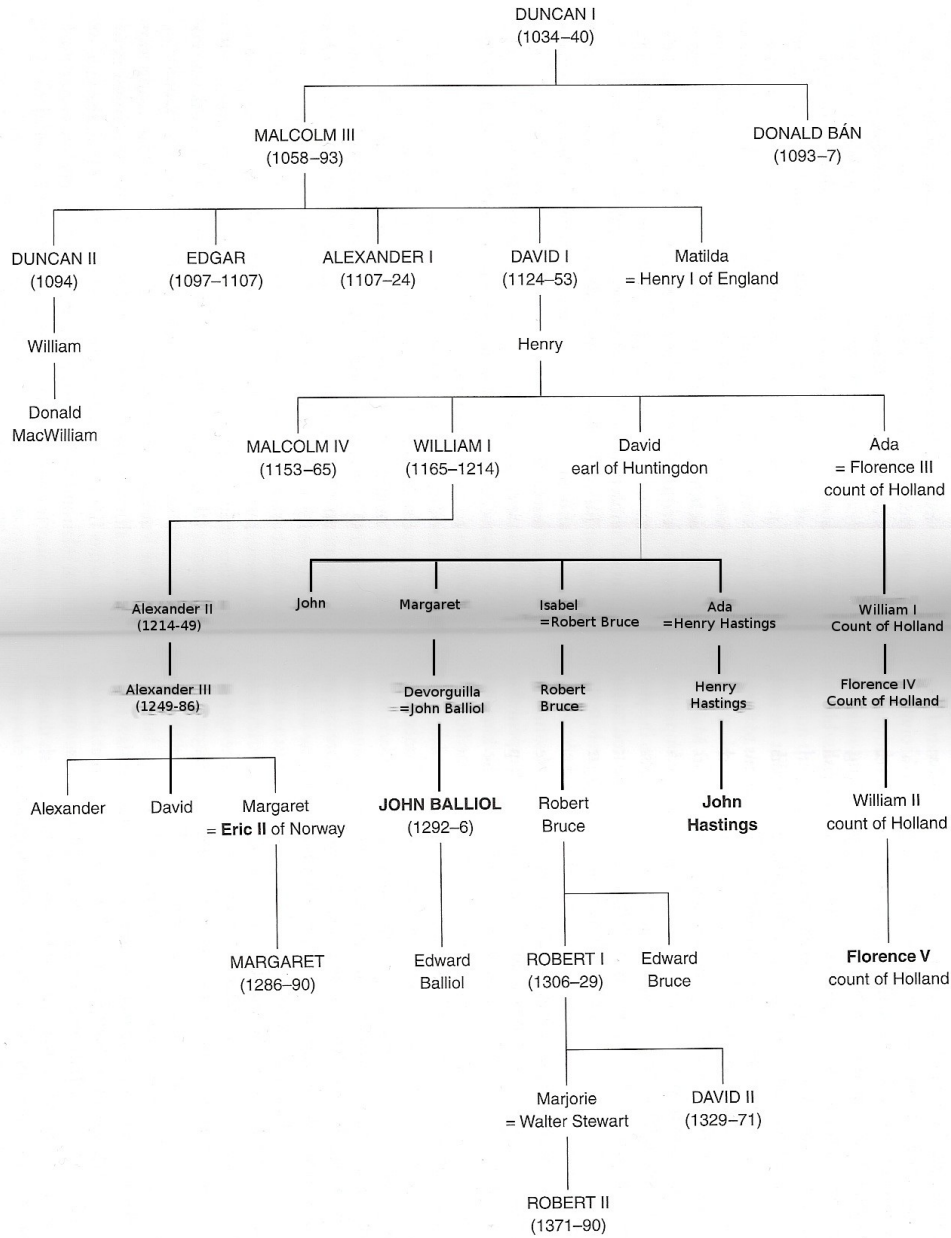 DUNCAN I
(1034–40)
MALCOLM III
(1058–93)
DONALD BÁN
(1093–7)
DUNCAN II
(1094)
EDGAR
(1097–1107)
ALEXANDER I
(1107–24)
DAVID I
(1124–53)
Matilda
= Henry I of England
William
Henry
Donald
MacWilliam
MALCOLM IV
(1153–65)
WILLIAM I
(1165–1214)
David
earl of Huntingdon
Ada
= Florence III
count of Holland
Alexander II
(1214-49)
John
Margaret
Isabel
=Robert Bruce
Ada
=Henry Hastings
William I
Count of Holland
Alexander III
(1249-86)
Devorguilla
=John Balliol
Robert
Bruce
Henry
Hastings
Florence IV
Count of Holland
Alexander
David
Margaret
= Eric II of Norway
JOHN BALLIOL
(1292–6)
Robert
Bruce
John
Hastings
William II
count of Holland
MARGARET
(1286–90)
Edward
Balliol
ROBERT I
(1306–29)
Edward
Bruce
Florence V
count of Holland
Marjorie
= Walter Stewart
DAVID II
(1329–71)
ROBERT II
(1371–90)